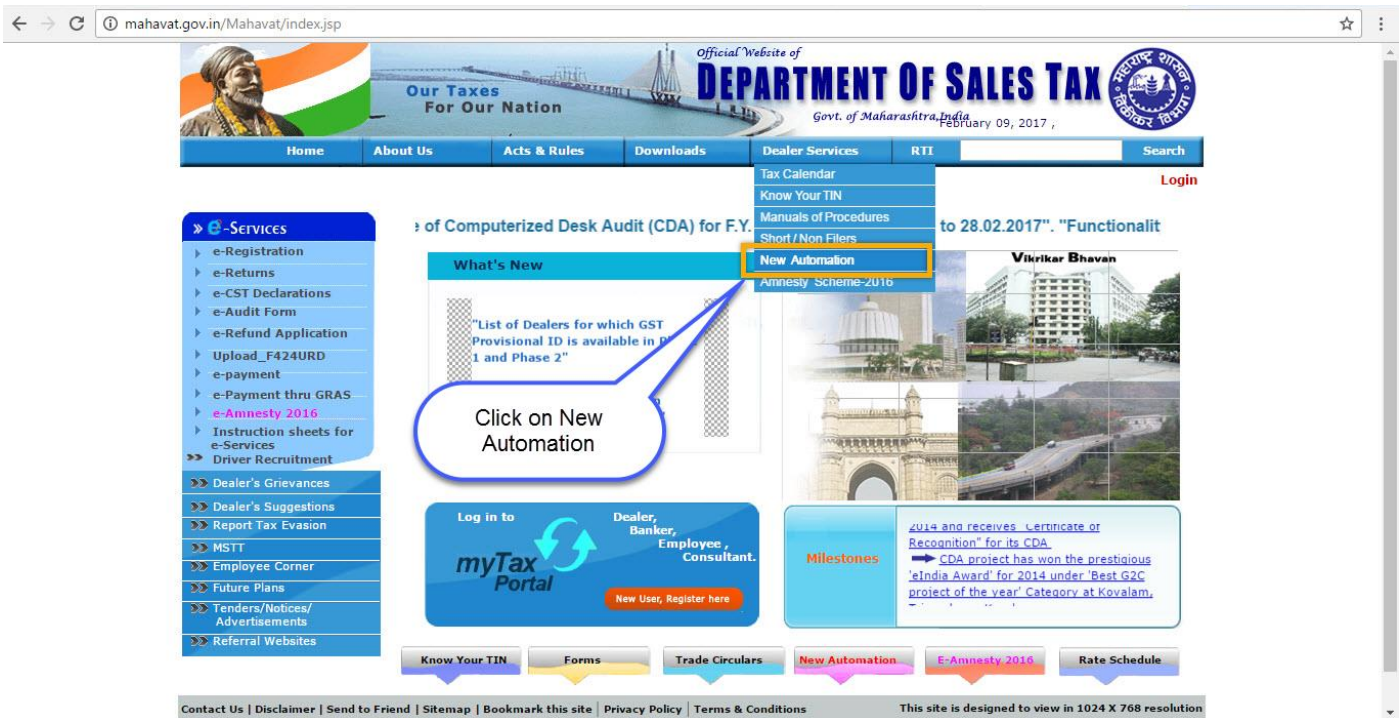 mahavat.gov.in/Mahavat/index.jsp
Our Taxes
For Our Nation
Official Website of
DEPARTMENT OF SALES TAX
Govt. of Maharashtra, India
February 09, 2017 ,
महाराष्ट्र शासन
विक्रीकर विभाग
Home
About Us
Acts & Rules
Downloads
Dealer Services
RTI
Search
Tax Calendar
Know Your TIN
Manuals of Procedures
Short / Non Filers
New Automation
Amnesty Scheme-2016
Login
e of Computerized Desk Audit (CDA) for F.Y.
to 28.02.2017". "Functionalit
» e-Services
e-Registration
e-Returns
e-CST Declarations
e-Audit Form
e-Refund Application
Upload_F424URD
e-payment
e-Payment thru GRAS
e-Amnesty 2016
Instruction sheets for
e-Services
Driver Recruitment
Dealer's Grievances
Dealer's Suggestions
Report Tax Evasion
MSTT
Employee Corner
Future Plans
Tenders/Notices/
Advertisements
Referral Websites
What's New
"List of Dealers for which GST
Provisional ID is available in
1 and Phase 2"
Click on New
Automation
Vikrikar Bhavan
Log in to
myTax
Portal
Dealer,
Banker,
Employee ,
Consultant.
New User, Register here
Milestones
2014 and receives "Certificate of
Recognition" for its CDA.
CDA project has won the prestigious
'eIndia Award' for 2014 under 'Best G2C
project of the year' Category at Kovalam,
Know Your TIN
Forms
Trade Circulars
New Automation
E-Amnesty 2016
Rate Schedule
Contact Us | Disclaimer | Send to Friend | Sitemap | Bookmark this site | Privacy Policy | Terms & Conditions
This site is designed to view in 1024 X 768 resolution